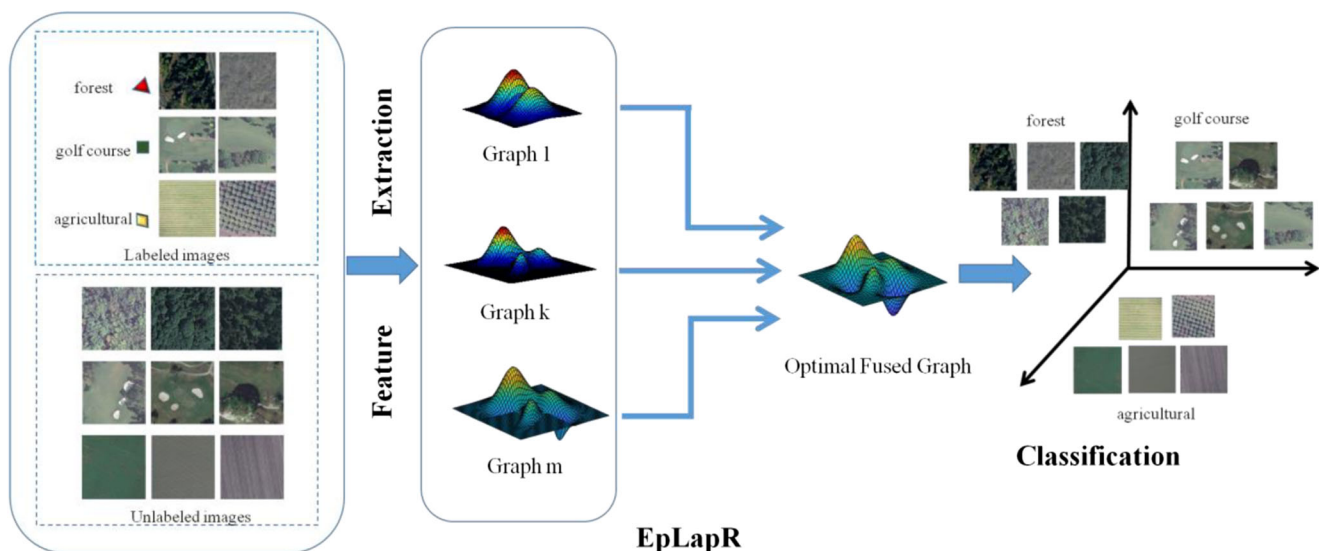 forest
golf course
agricultural
Labeled images
Unlabeled images
Feature Extraction
Graph 1
Graph k
Graph m
Optimal Fused Graph
forest
golf course
agricultural
Classification
EpLapR